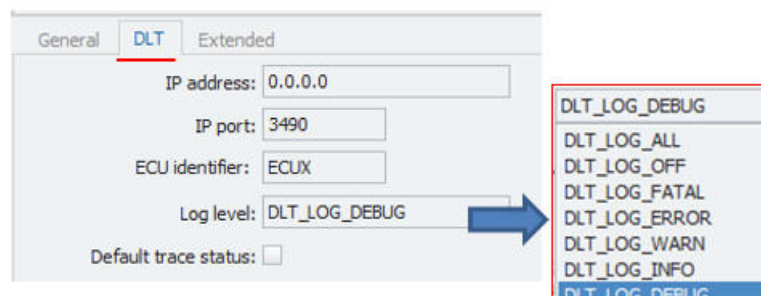 General DLT Extended
IP address: 0.0.0.0
IP port: 3490
ECU identifier: ECUX
Log level: DLT_LOG_DEBUG
Default trace status:
DLT_LOG_DEBUG
DLT_LOG_ALL
DLT_LOG_OFF
DLT_LOG_FATAL
DLT_LOG_ERROR
DLT_LOG_WARN
DLT_LOG_INFO
DLT_LOG_DEBUG